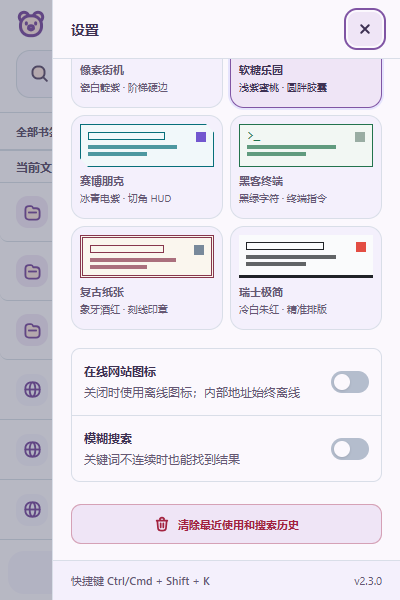 设置
全部书签
当前文
像素街机
瓷白靛紫 · 阶梯硬边
软糖乐园
浅紫蜜桃 · 圆胖胶囊
赛博朋克
冰青电紫 · 切角 HUD
黑客终端
黑绿字符 · 终端指令
复古纸张
象牙酒红 · 刻线印章
瑞士极简
冷白朱红 · 精准排版
在线网站图标
关闭时使用离线图标；内部地址始终离线
模糊搜索
关键词不连续时也能找到结果
清除最近使用和搜索历史
快捷键 Ctrl/Cmd + Shift + K
v2.3.0